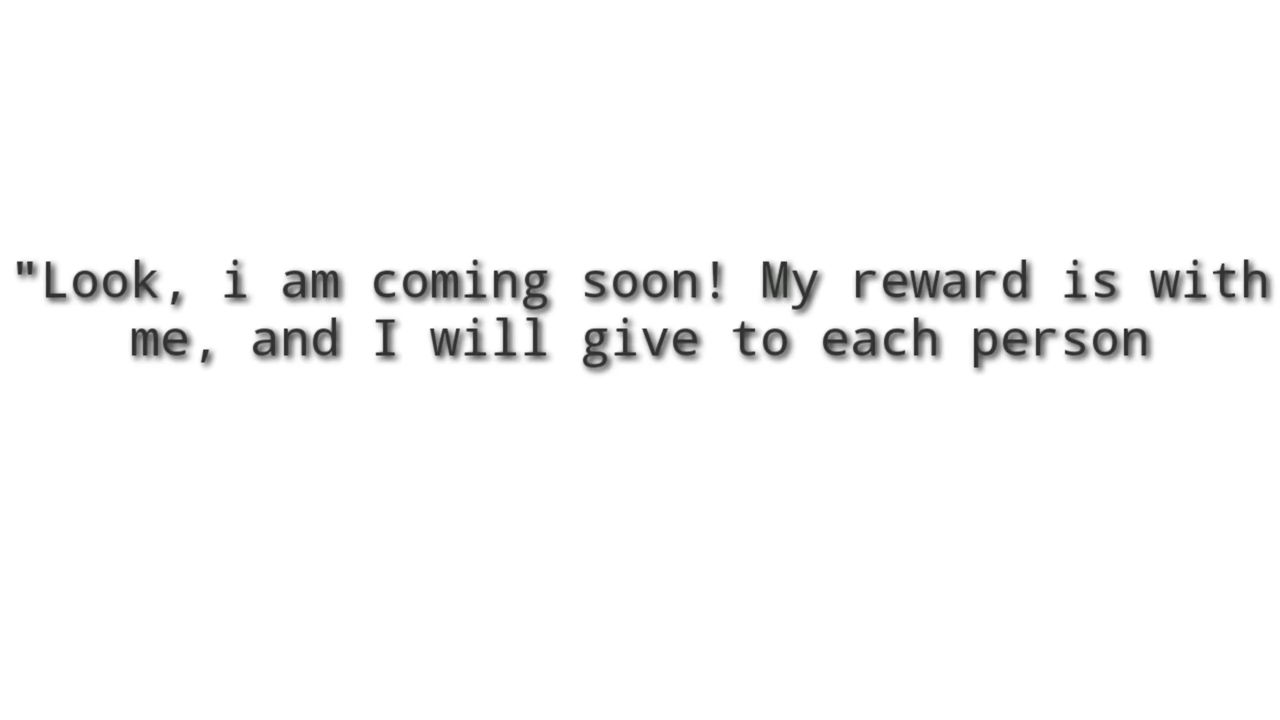 "Look, i am coming soon! My reward is with
me, and I will give to each person